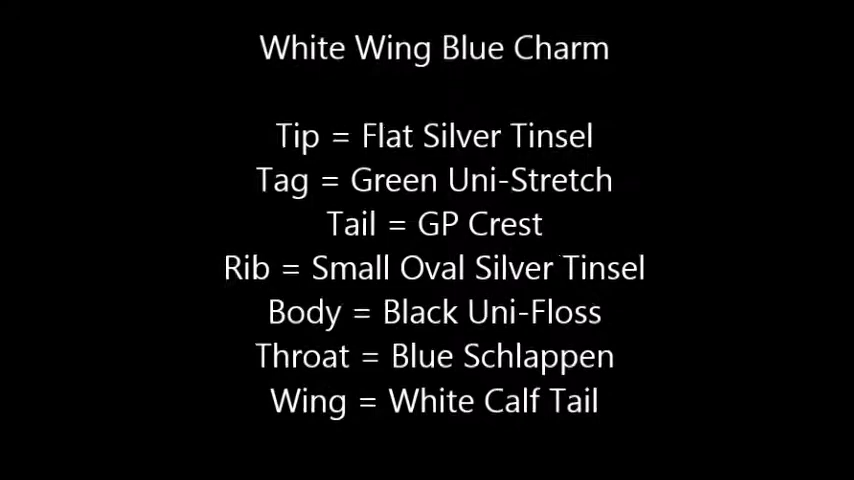 White Wing Blue Charm
Tip = Flat Silver Tinsel
Tag = Green Uni-Stretch
Tail = GP Crest
Rib = Small Oval Silver Tinsel
Body = Black Uni-Floss
Throat = Blue Schlappen
Wing = White Calf Tail